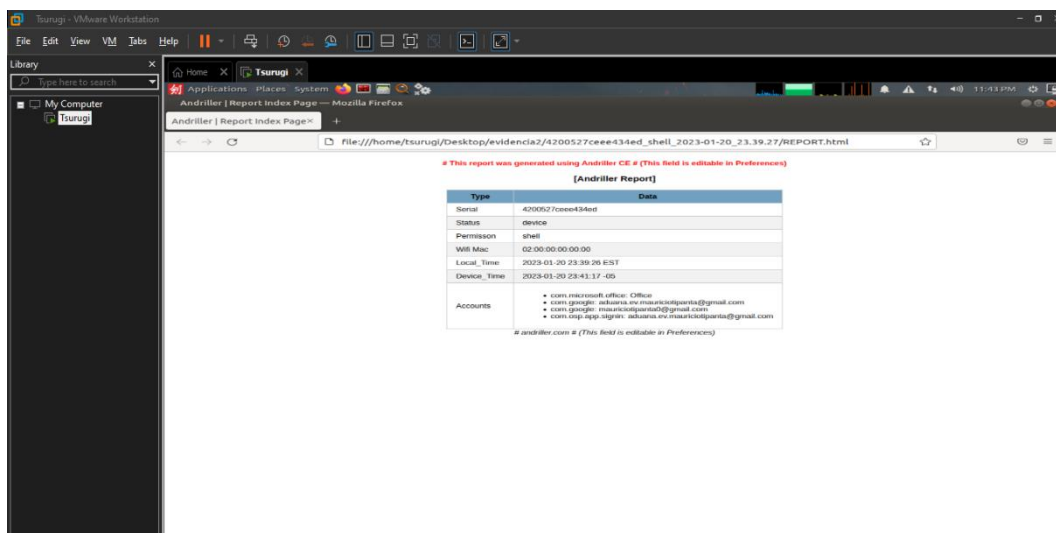 Tsurugi - VMware Workstation
File Edit View VM Tabs Help
Library
Type here to search
My Computer
Tsurugi
Home
Tsurugi
Applications Places System
11:43 PM
Andriller | Report Index Page — Mozilla Firefox
Andriller | Report Index Page
file:///home/tsurugi/Desktop/evidencia2/4200527ceee434ed_shell_2023-01-20_23.39.27/REPORT.html
# This report was generated using Andriller CE # (This field is editable in Preferences)
[Andriller Report]
Type Data
Serial 4200527ceee434ed
Status device
Permisson shell
Wifi Mac 02:00:00:00:00:00
Local_Time 2023-01-20 23:39:26 EST
Device_Time 2023-01-20 23:41:17 -05
Accounts
com.microsoft.office: Office
com.google: aduana.ev.mauriciotipanta@gmail.com
com.google: mauriciotipanta0@gmail.com
com.osp.app.signin: aduana.ev.mauriciotipanta@gmail.com
# andriller.com # (This field is editable in Preferences)